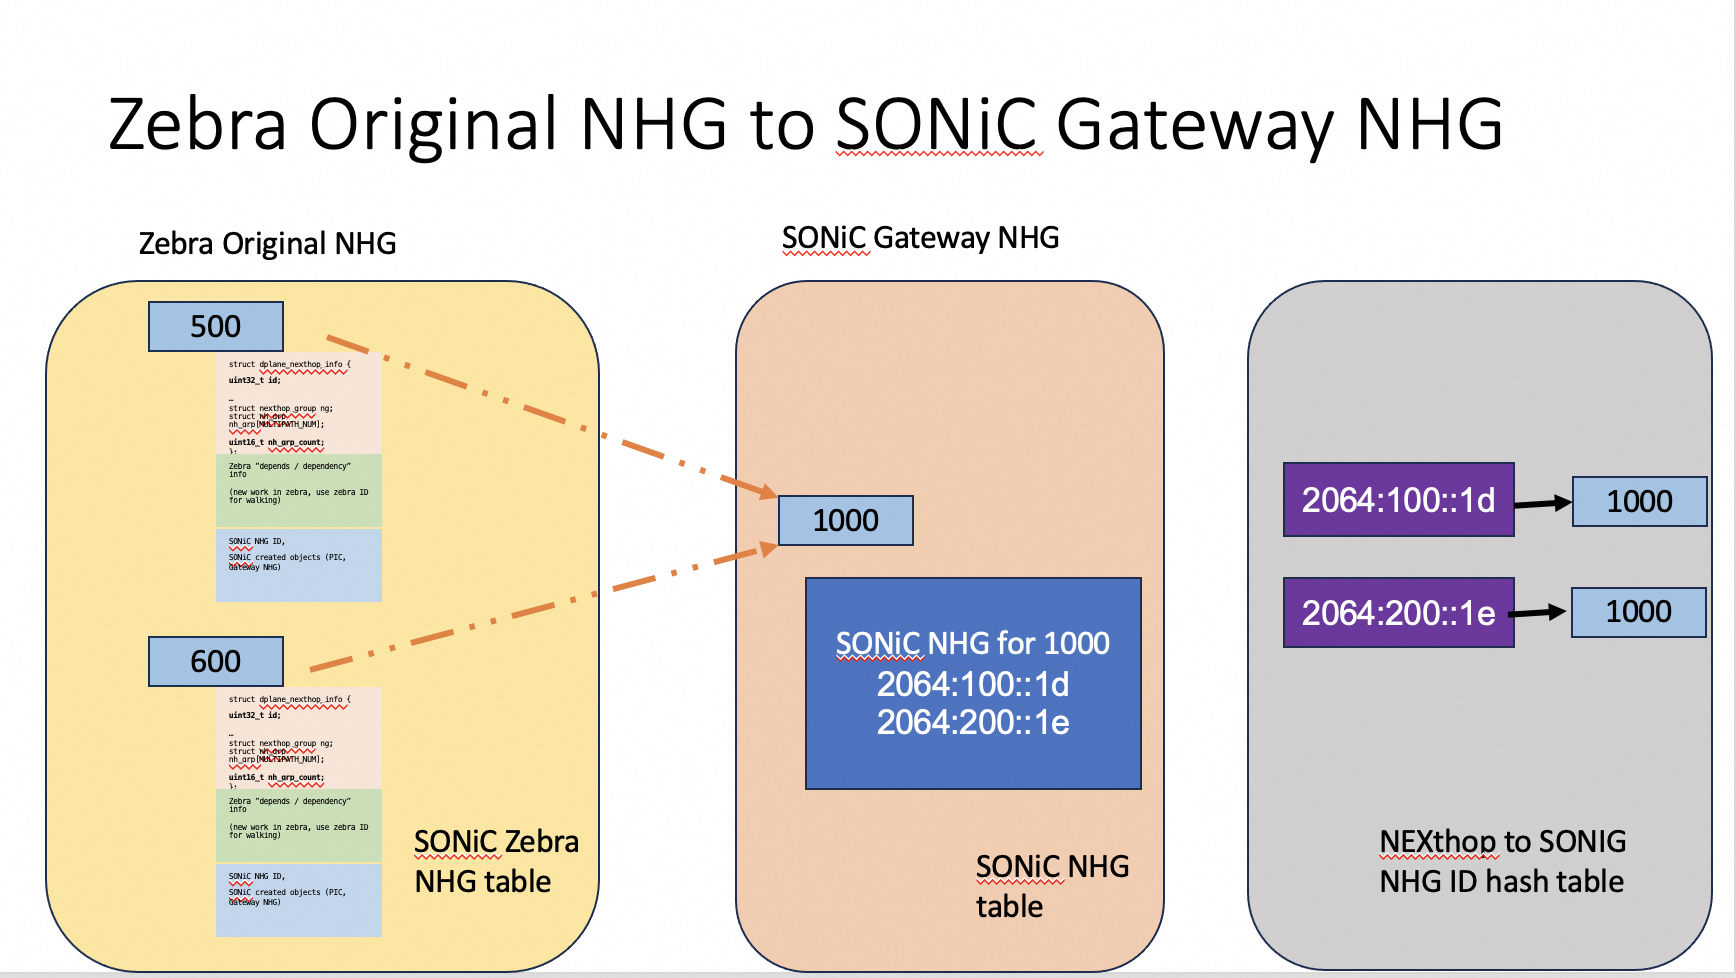 Zebra Original NHG to SONiC Gateway NHG
Zebra Original NHG
500
struct dplane_nexthop_info {
uint32_t id;
…
struct nexthop_group ng;
struct nh_grp
nh_grp[MULTIPATH_NUM];
uint16_t nh_grp_count;
};
Zebra "depends / dependency"
info
(new work in zebra, use zebra ID
for walking)
SONiC NHG ID,
SONiC created objects (PIC,
Gateway NHG)
600
struct dplane_nexthop_info {
uint32_t id;
…
struct nexthop_group ng;
struct nh_grp
nh_grp[MULTIPATH_NUM];
uint16_t nh_grp_count;
};
Zebra "depends / dependency"
info
(new work in zebra, use zebra ID
for walking)
SONiC NHG ID,
SONiC created objects (PIC,
Gateway NHG)
SONiC Zebra
NHG table
SONiC Gateway NHG
1000
SONiC NHG for 1000
2064:100::1d
2064:200::1e
SONiC NHG
table
2064:100::1d
1000
2064:200::1e
1000
NEXthop to SONIG
NHG ID hash table